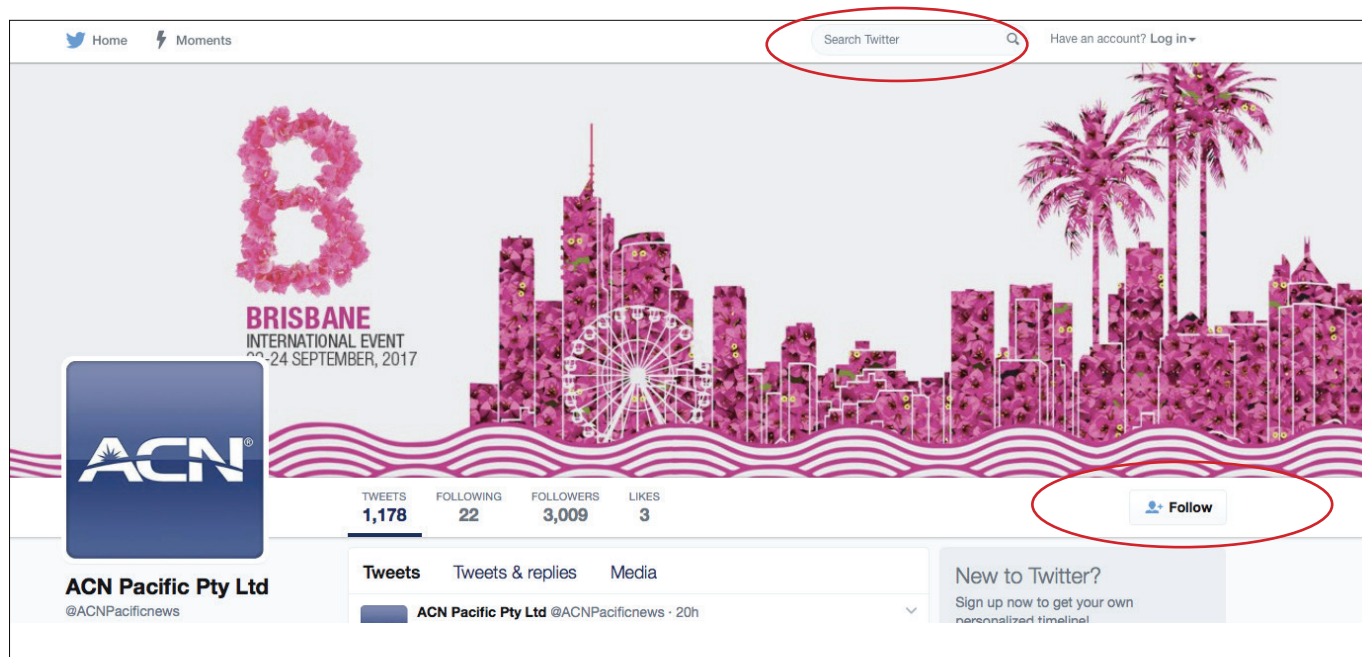 Home Moments Search Twitter Have an account? Log in
B
BRISBANE
INTERNATIONAL EVENT
-24 SEPTEMBER, 2017
ACN®
TWEETS FOLLOWING FOLLOWERS LIKES
1,178 22 3,009 3
Follow
ACN Pacific Pty Ltd
@ACNPacificnews
Tweets Tweets & replies Media
ACN Pacific Pty Ltd @ACNPacificnews · 20h
New to Twitter?
Sign up now to get your own
personalized timeline!